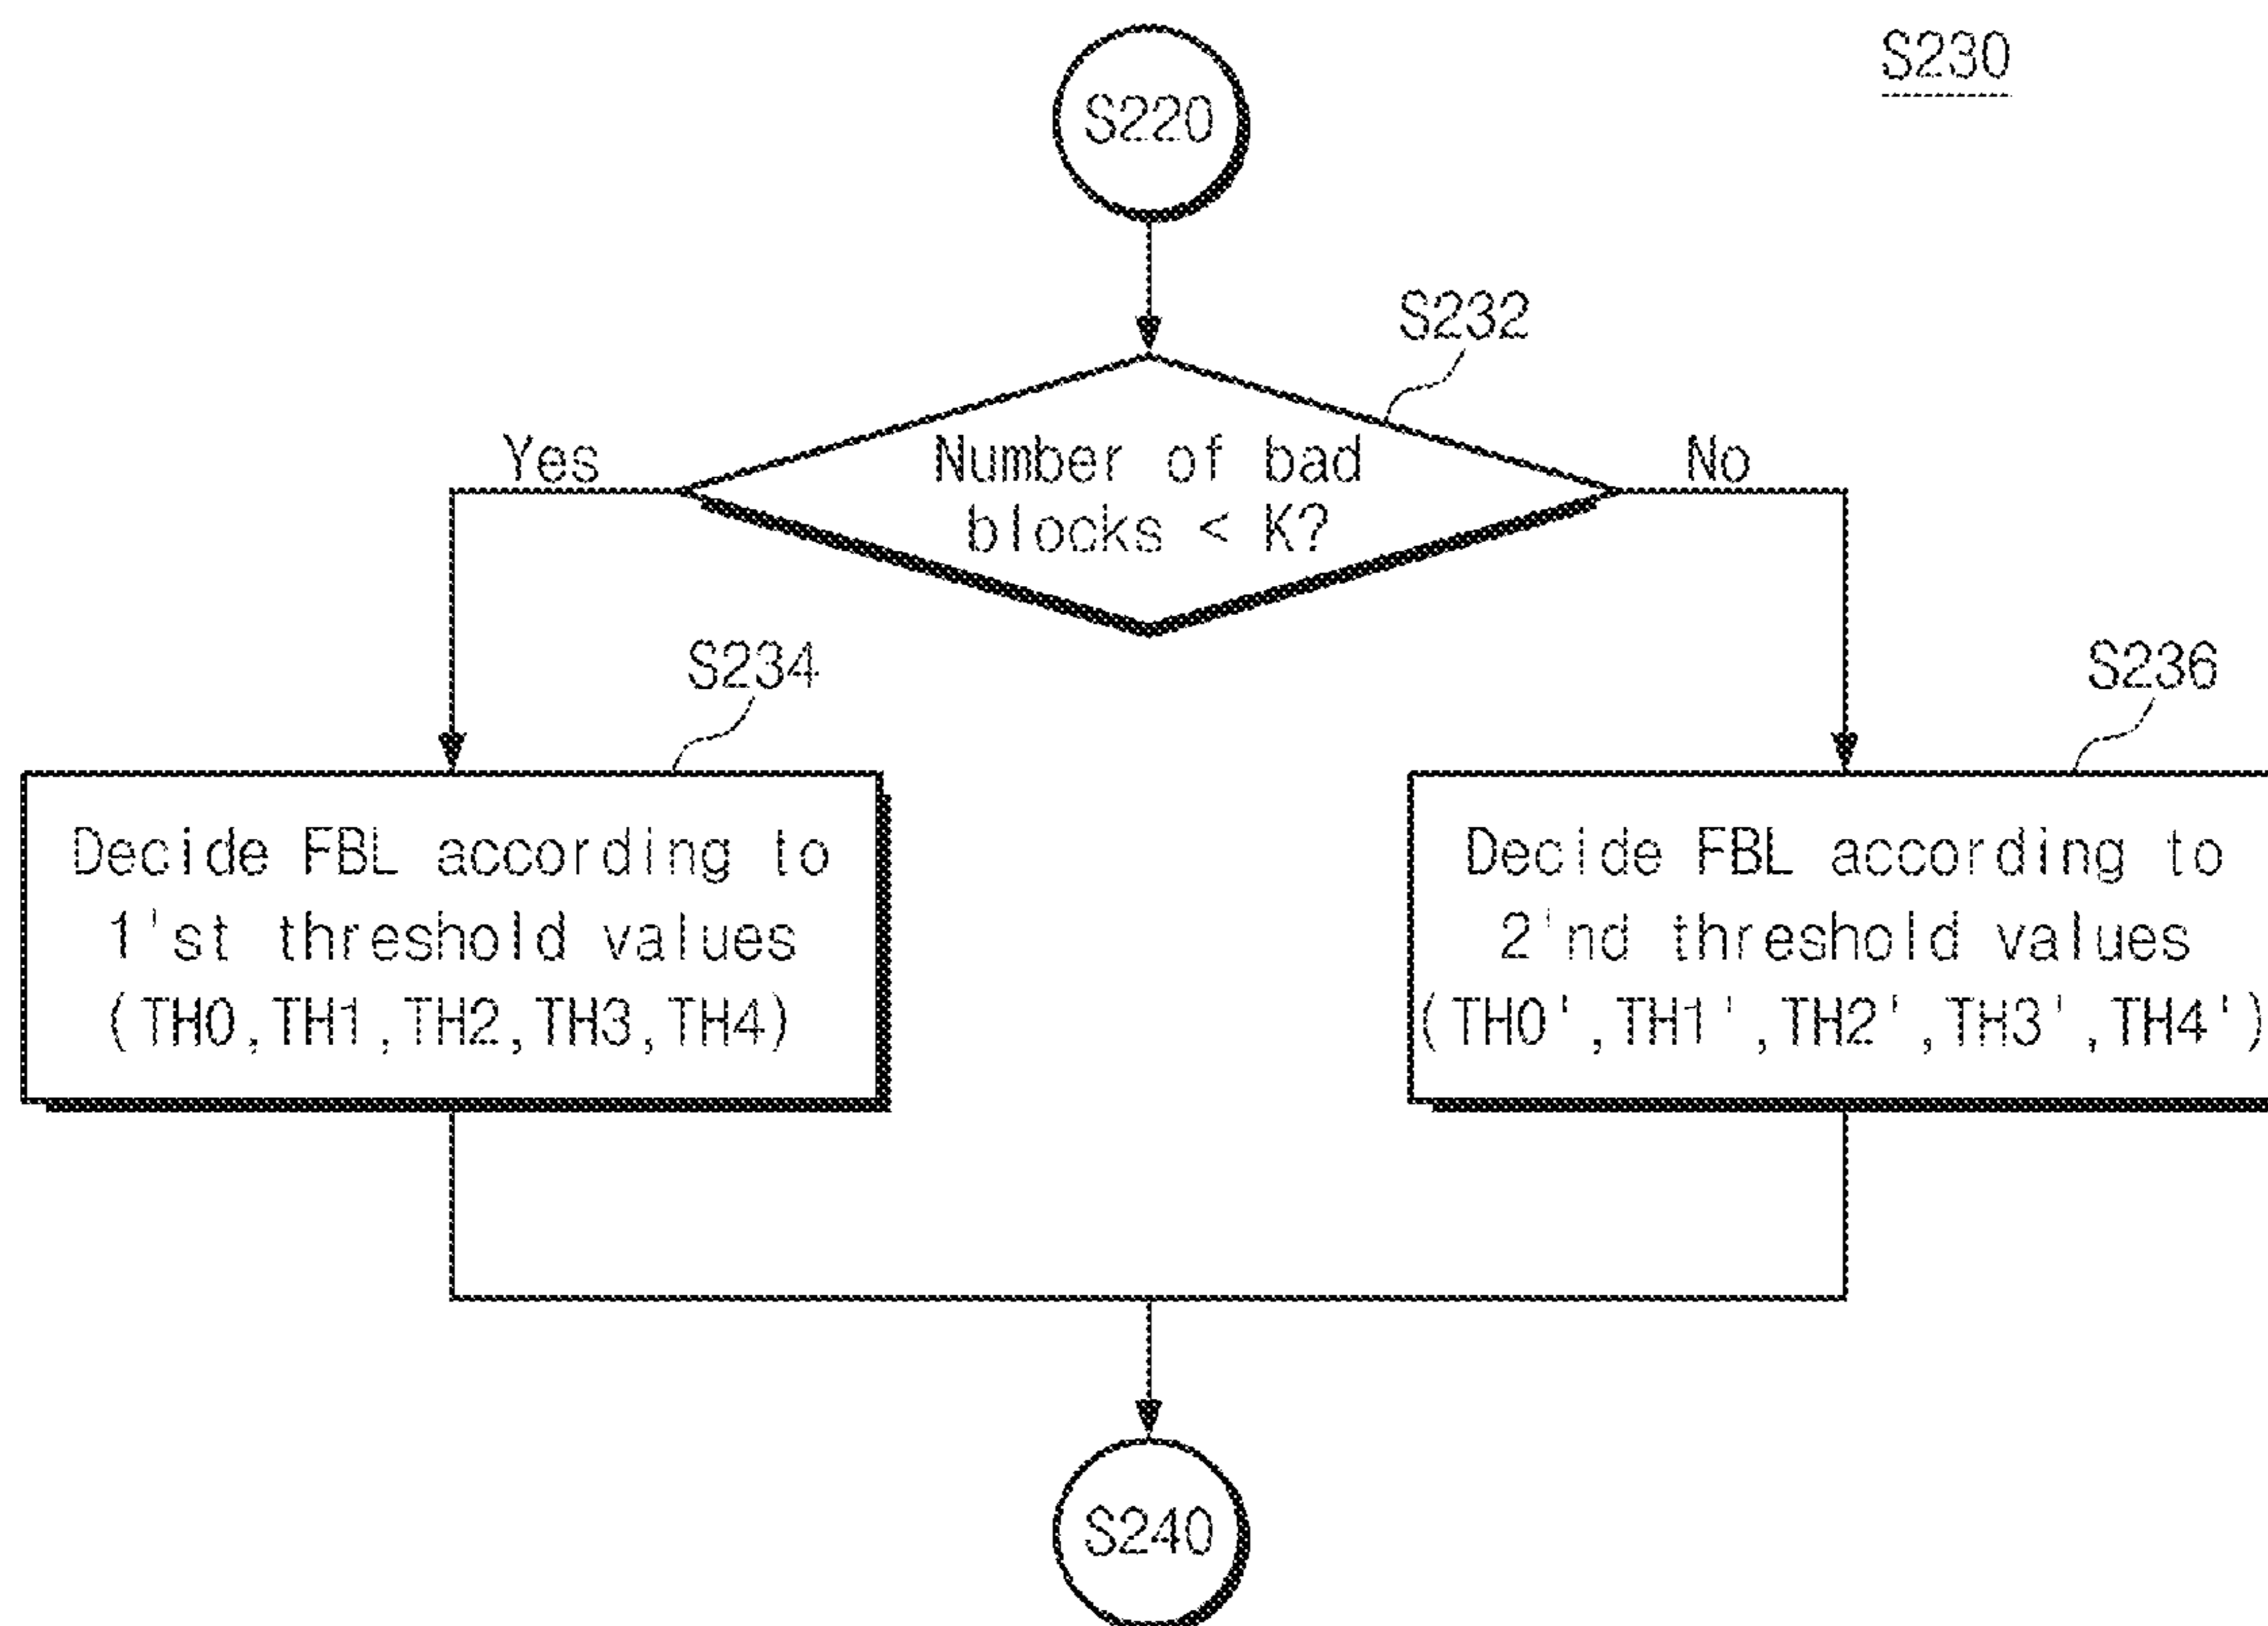 S230
S220
S232
Yes
Number of bad
blocks < K?
No
S234
S236
Decide FBL according to
1'st threshold values
(TH0,TH1,TH2,TH3,TH4)
Decide FBL according to
2'nd threshold values
(TH0',TH1',TH2',TH3',TH4')
S240